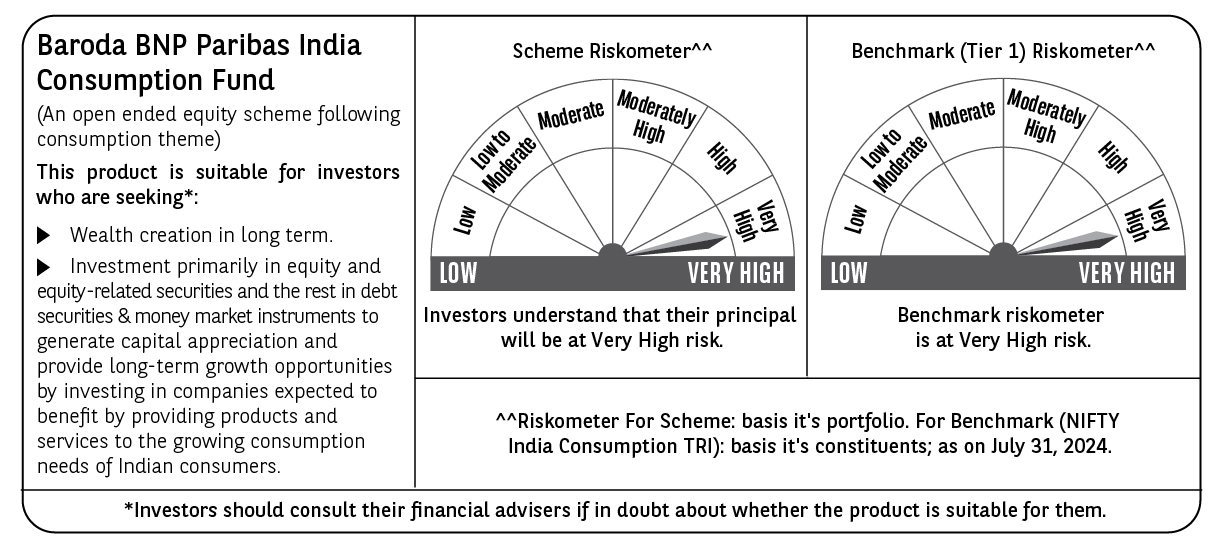 Baroda BNP Paribas India
Consumption Fund
(An open ended equity scheme following
consumption theme)
This product is suitable for investors
who are seeking*:
▶ Wealth creation in long term.
▶ Investment primarily in equity and
equity-related securities and the rest in debt
securities & money market instruments to
generate capital appreciation and
provide long-term growth opportunities
by investing in companies expected to
benefit by providing products and
services to the growing consumption
needs of Indian consumers.
Scheme Riskometer^^
Low
Low to
Moderate
Moderate
Moderately
High
High
Very
High
LOW
VERY HIGH
Investors understand that their principal
will be at Very High risk.
Benchmark (Tier 1) Riskometer^^
Low
Low to
Moderate
Moderate
Moderately
High
High
Very
High
LOW
VERY HIGH
Benchmark riskometer
is at Very High risk.
^^Riskometer For Scheme: basis it's portfolio. For Benchmark (NIFTY
India Consumption TRI): basis it's constituents; as on July 31, 2024.
*Investors should consult their financial advisers if in doubt about whether the product is suitable for them.